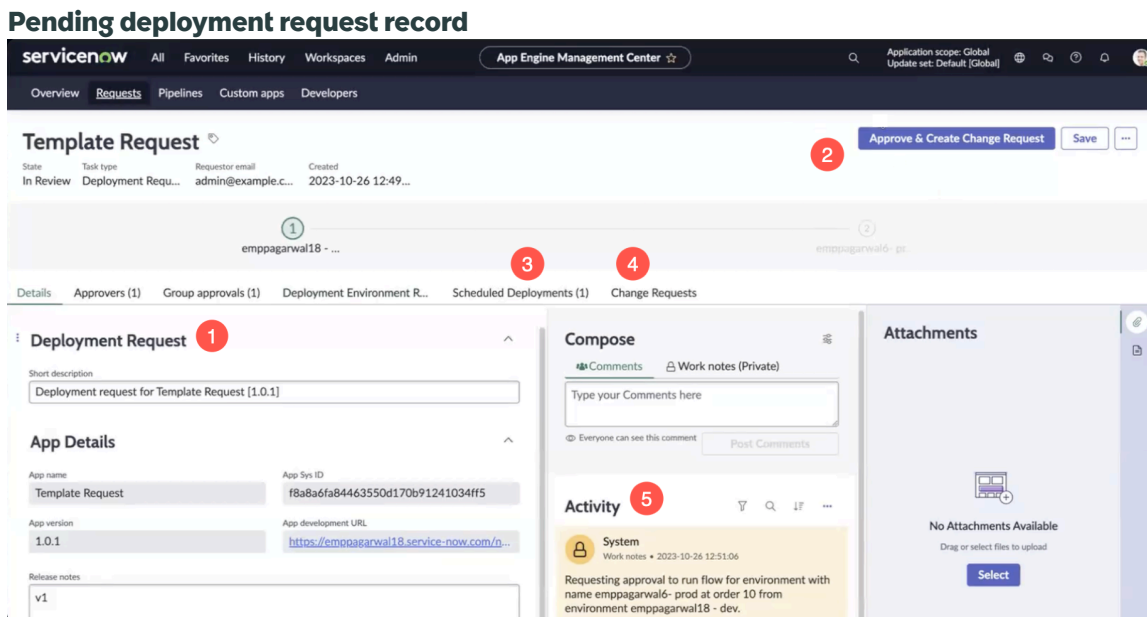 Pending deployment request record
servicenow All Favorites History Workspaces Admin App Engine Management Center ☆ Application scope: Global
Update set: Default [Global]
Overview Requests Pipelines Custom apps Developers
Template Request
2
Approve & Create Change Request Save ...
State Task type Requestor email Created
In Review Deployment Requ... admin@example.c... 2023-10-26 12:49...
1 2
emppagarwal18 - ... emppagarwal6- pr...
3 4
Details Approvers (1) Group approvals (1) Deployment Environment R... Scheduled Deployments (1) Change Requests
Deployment Request 1
Short description
Deployment request for Template Request [1.0.1]
App Details
App name App Sys ID
Template Request f8a8a6fa84463550d170b91241034ff5
App version App development URL
1.0.1 https://emppagarwal18.service-now.com/n...
Release notes
v1
Compose
Comments Work notes (Private)
Type your Comments here
Everyone can see this comment Post Comments
Activity 5 ...
System
Work notes • 2023-10-26 12:51:06
Requesting approval to run flow for environment with
name emppagarwal6- prod at order 10 from
environment emppagarwal18 - dev.
Attachments
No Attachments Available
Drag or select files to upload
Select